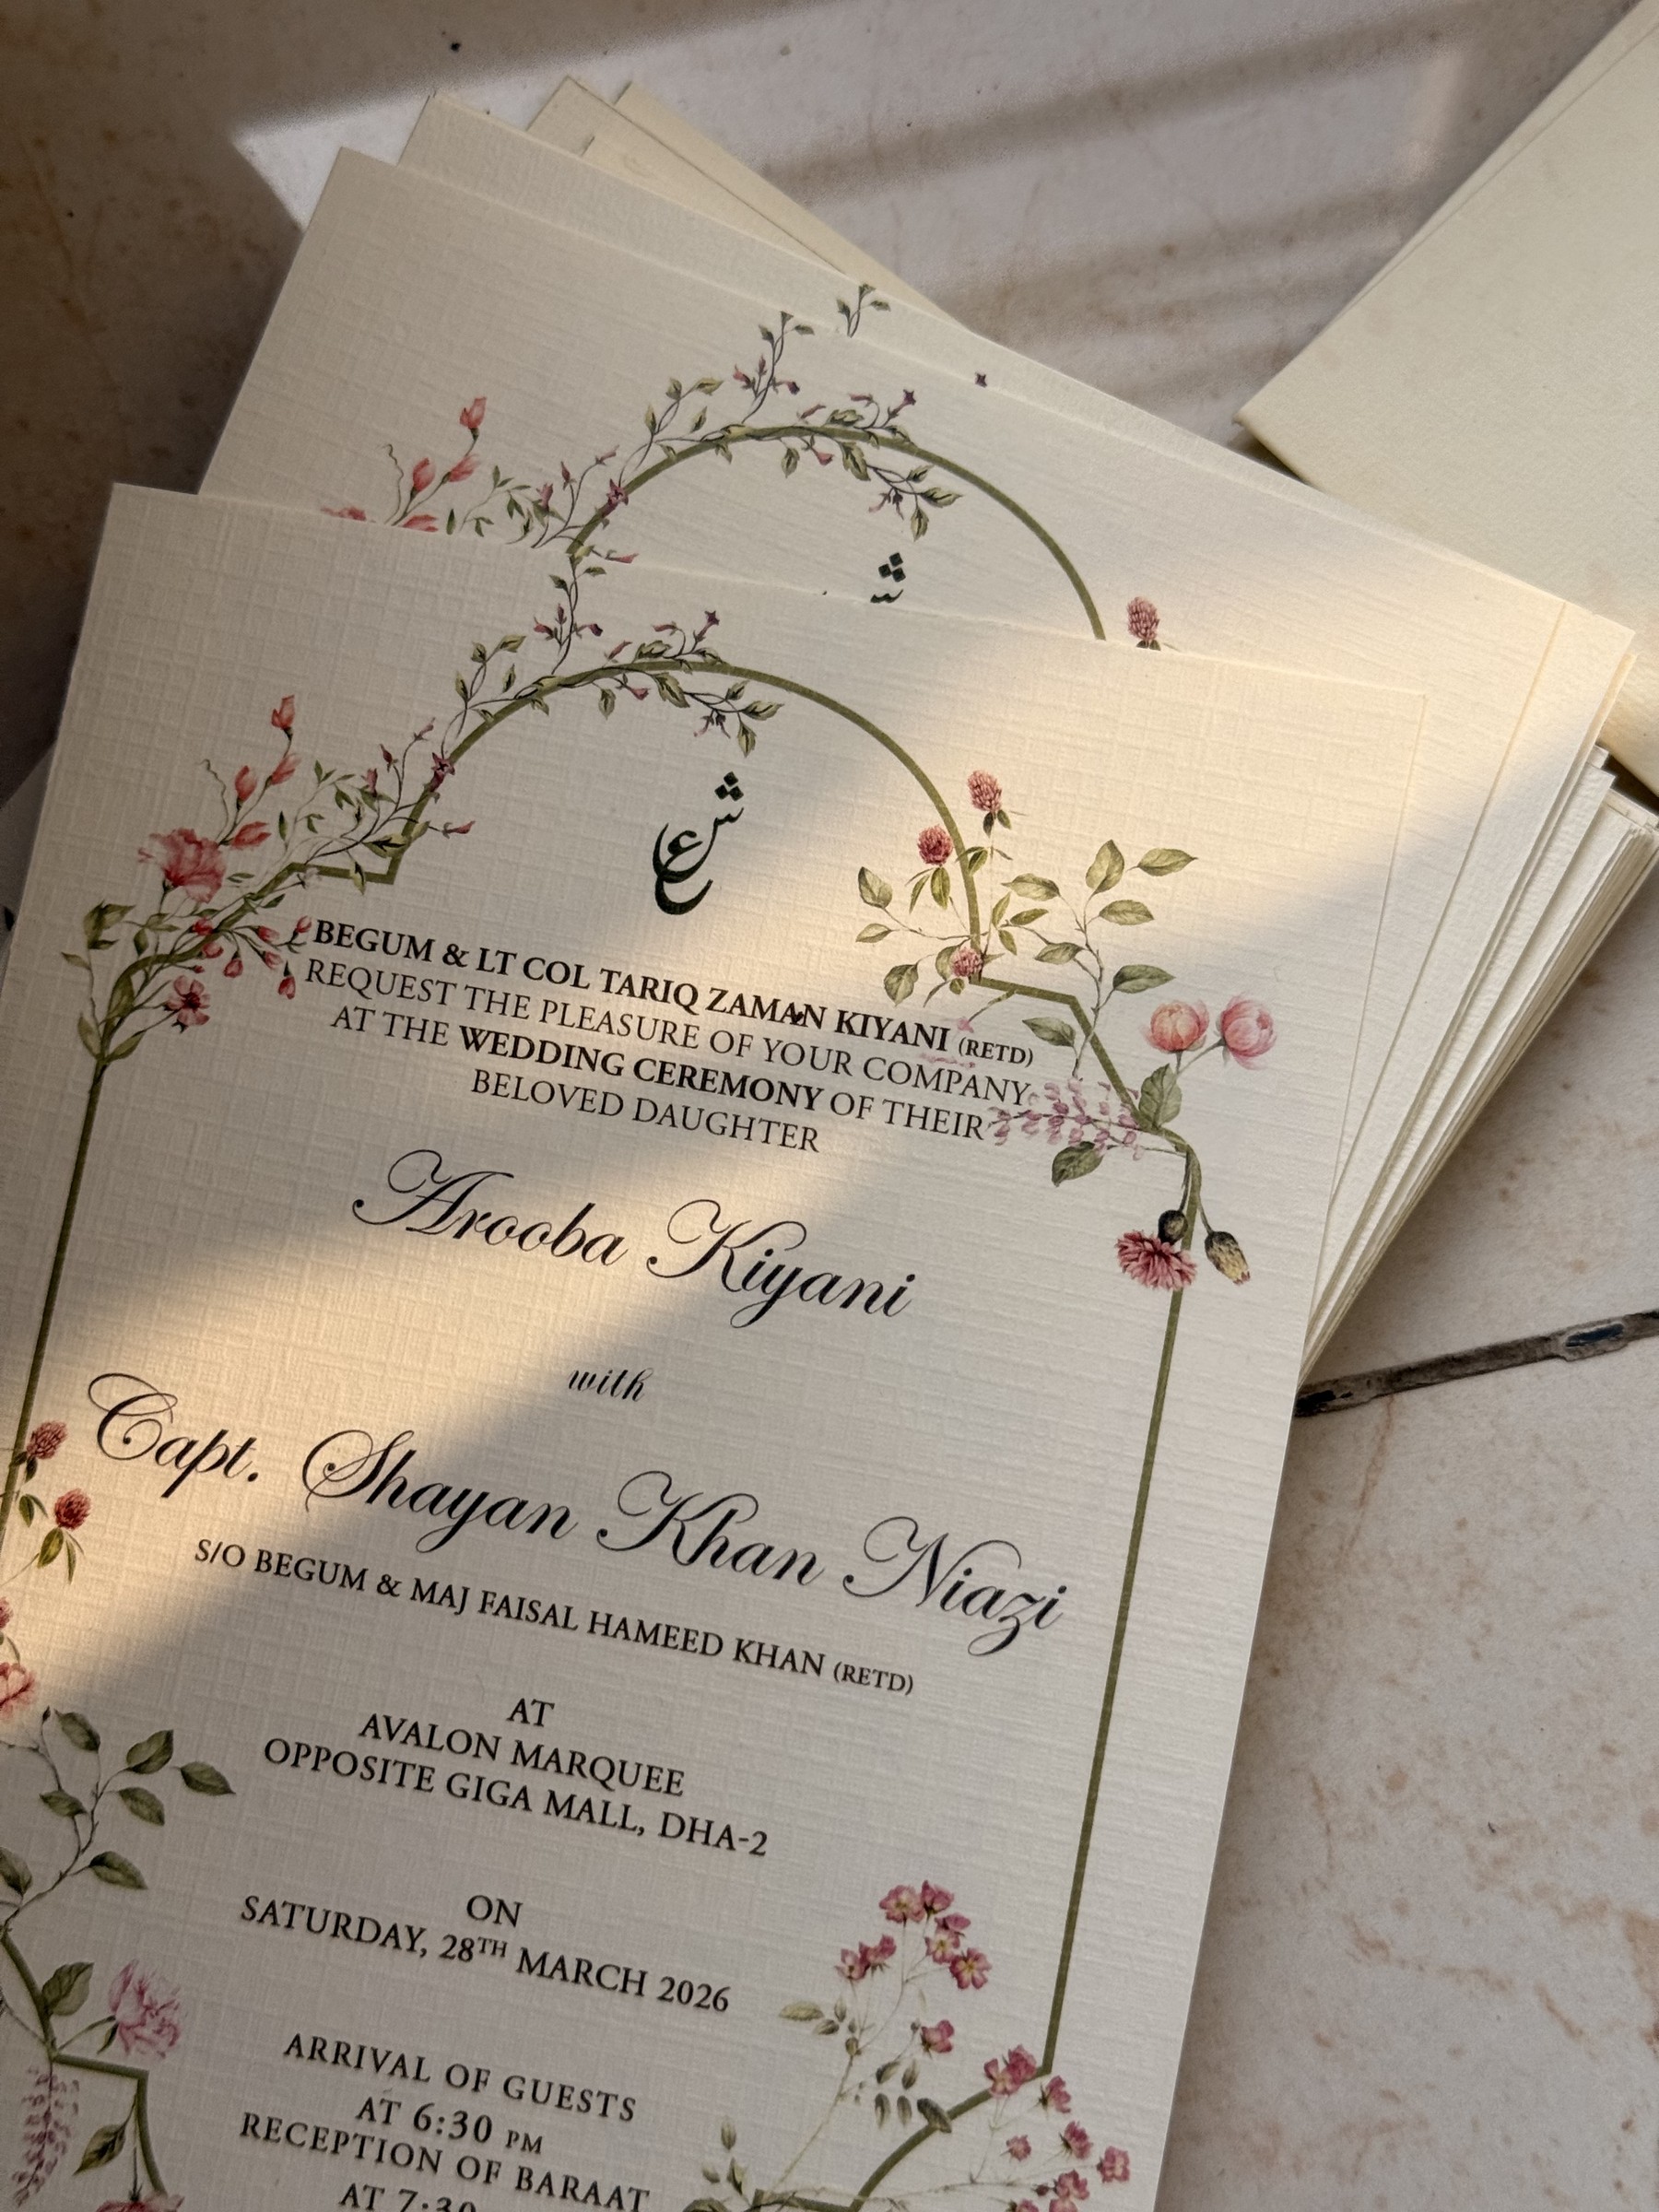 ش ع
BEGUM & LT COL TARIQ ZAMAN KIYANI (RETD)
REQUEST THE PLEASURE OF YOUR COMPANY
AT THE WEDDING CEREMONY OF THEIR
BELOVED DAUGHTER
Arooba Kiyani
with
Capt. Shayan Khan Niazi
S/O BEGUM & MAJ FAISAL HAMEED KHAN (RETD)
AT
AVALON MARQUEE
OPPOSITE GIGA MALL, DHA-2
ON
SATURDAY, 28TH MARCH 2026
ARRIVAL OF GUESTS
AT 6:30 PM
RECEPTION OF BARAAT
AT 7:30